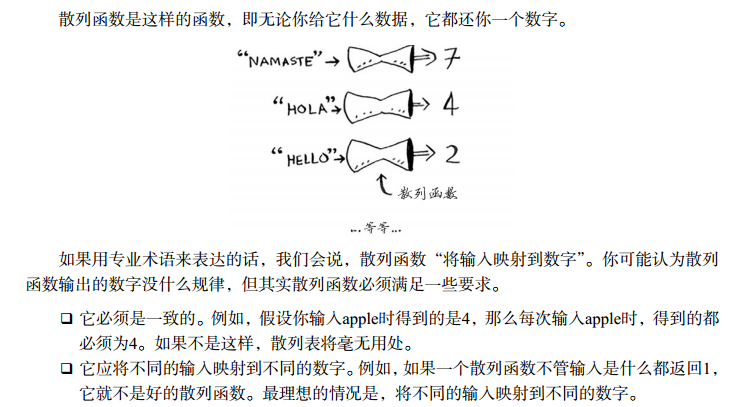 散列函数是这样的函数，即无论你给它什么数据，它都还你一个数字。
“NAMASTE”→ 7
“HOLA”→ 4
“HELLO”→ 2
散列函数
...等等...
如果用专业术语来表达的话，我们会说，散列函数“将输入映射到数字”。你可能认为散列
函数输出的数字没什么规律，但其实散列函数必须满足一些要求。
❑ 它必须是一致的。例如，假设你输入apple时得到的是4，那么每次输入apple时，得到的都
必须为4。如果不是这样，散列表将毫无用处。
❑ 它应将不同的输入映射到不同的数字。例如，如果一个散列函数不管输入是什么都返回1，
它就不是好的散列函数。最理想的情况是，将不同的输入映射到不同的数字。